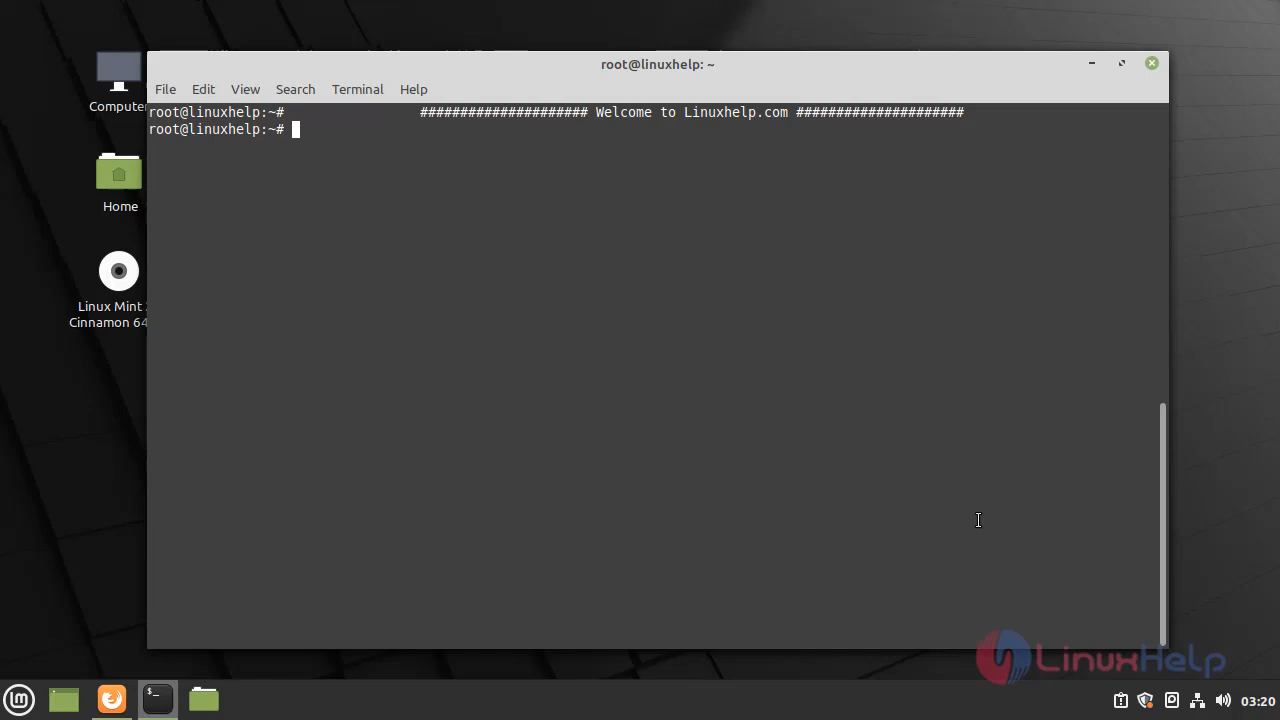 root@linuxhelp: ~
File Edit View Search Terminal Help
root@linuxhelp:~# ##################### Welcome to Linuxhelp.com #####################
root@linuxhelp:~#
Computer
Home
Linux Mint
Cinnamon 64
$_
LinuxHelp
03:20